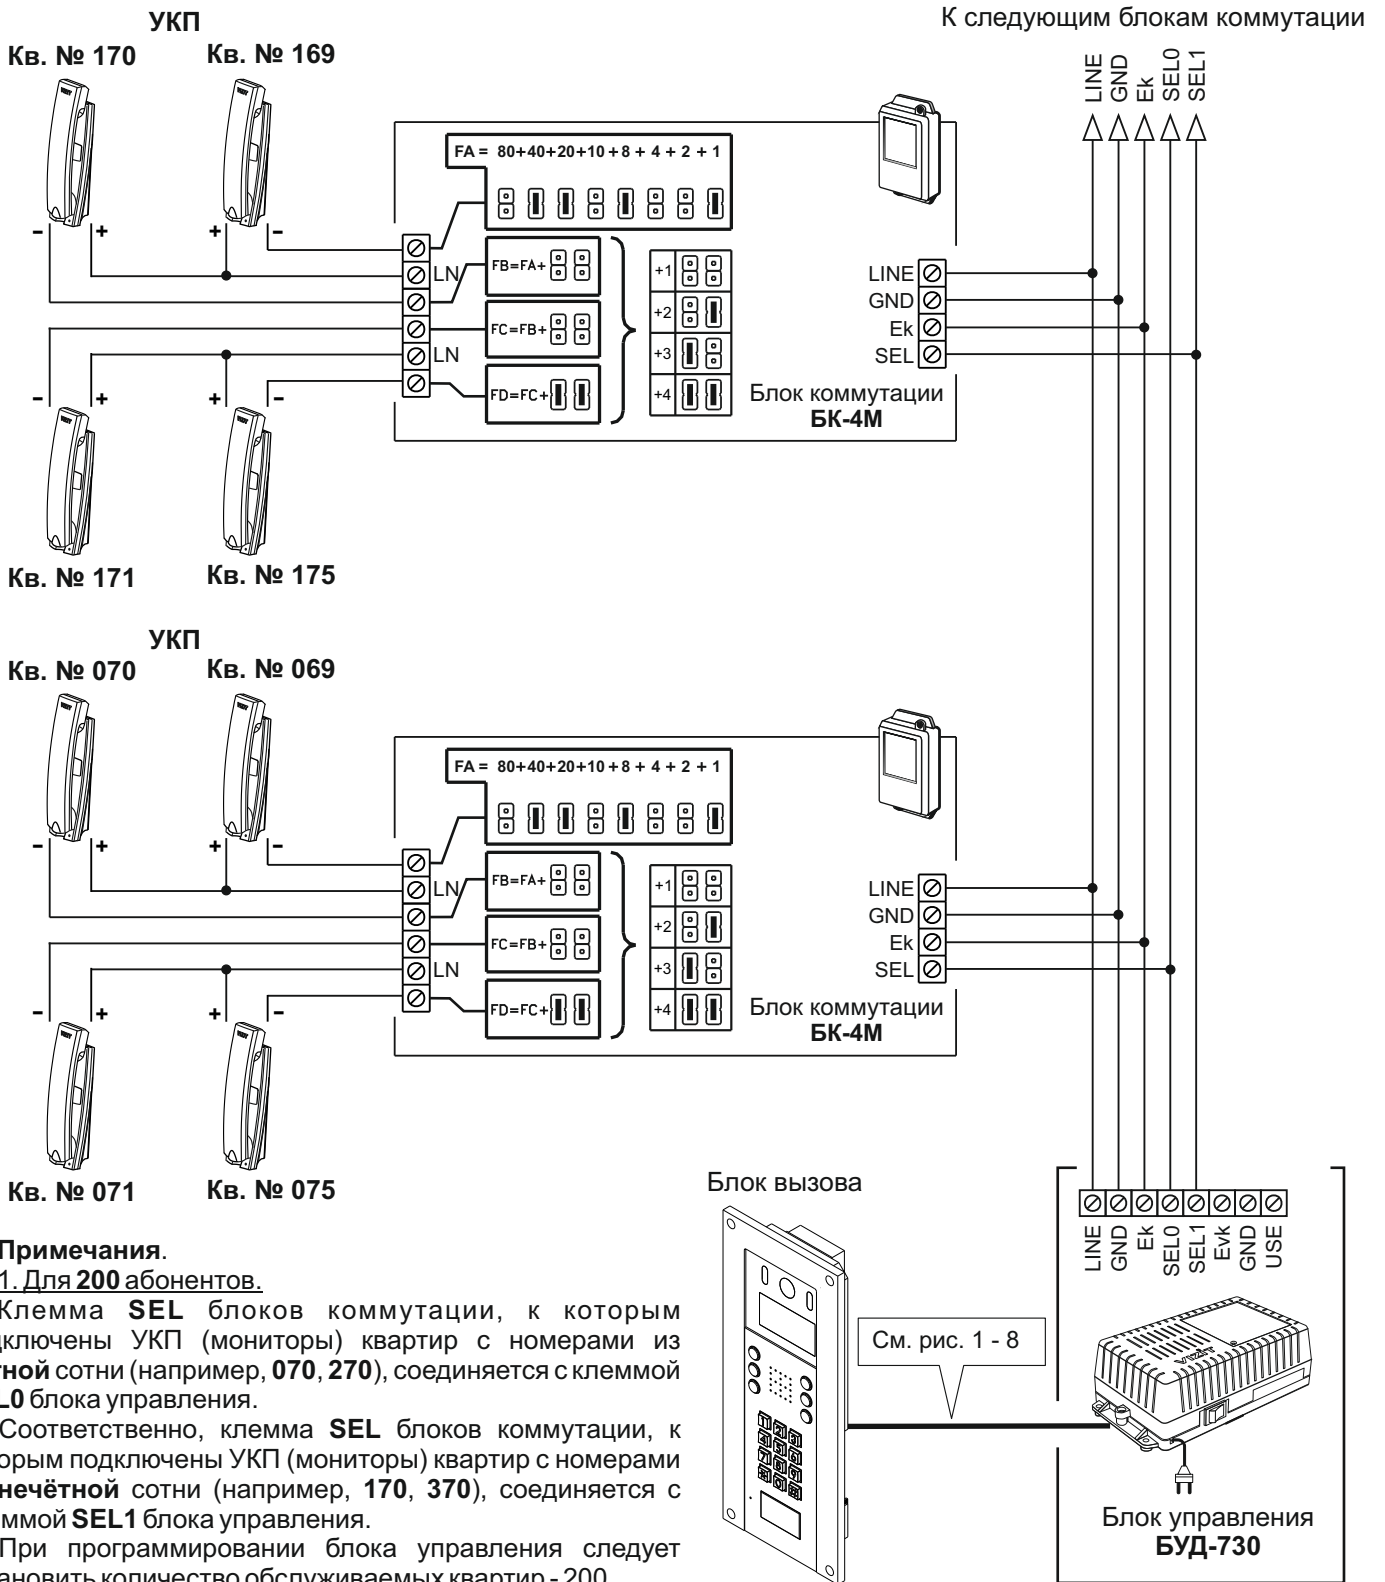 К следующим блокам коммутации
УКП
Кв. № 170
Кв. № 169
LINE
GND
Ek
SEL0
SEL1
FA = 80+40+20+10+8+4+2+1
- + + -
LN
FB=FA+
FC=FB+
LN
FD=FC+
+1
+2
+3
+4
LINE
GND
Ek
SEL
Блок коммутации
БК-4М
- + + -
Кв. № 171
Кв. № 175
УКП
Кв. № 070
Кв. № 069
FA = 80+40+20+10+8+4+2+1
- + + -
LN
FB=FA+
FC=FB+
LN
FD=FC+
+1
+2
+3
+4
LINE
GND
Ek
SEL
Блок коммутации
БК-4М
- + + -
Кв. № 071
Кв. № 075
Блок вызова
LINE
GND
Ek
SEL0
SEL1
Evk
GND
USE
См. рис. 1 - 8
VIZIT
Блок управления
БУД-730
Примечания.
1. Для 200 абонентов.
Клемма SEL блоков коммутации, к которым
дключены УКП (мониторы) квартир с номерами из
тной сотни (например, 070, 270), соединяется с клеммой
L0 блока управления.
Соответственно, клемма SEL блоков коммутации, к
орым подключены УКП (мониторы) квартир с номерами
нечётной сотни (например, 170, 370), соединяется с
ммой SEL1 блока управления.
При программировании блока управления следует
ановить количество обслуживаемых квартир - 200.